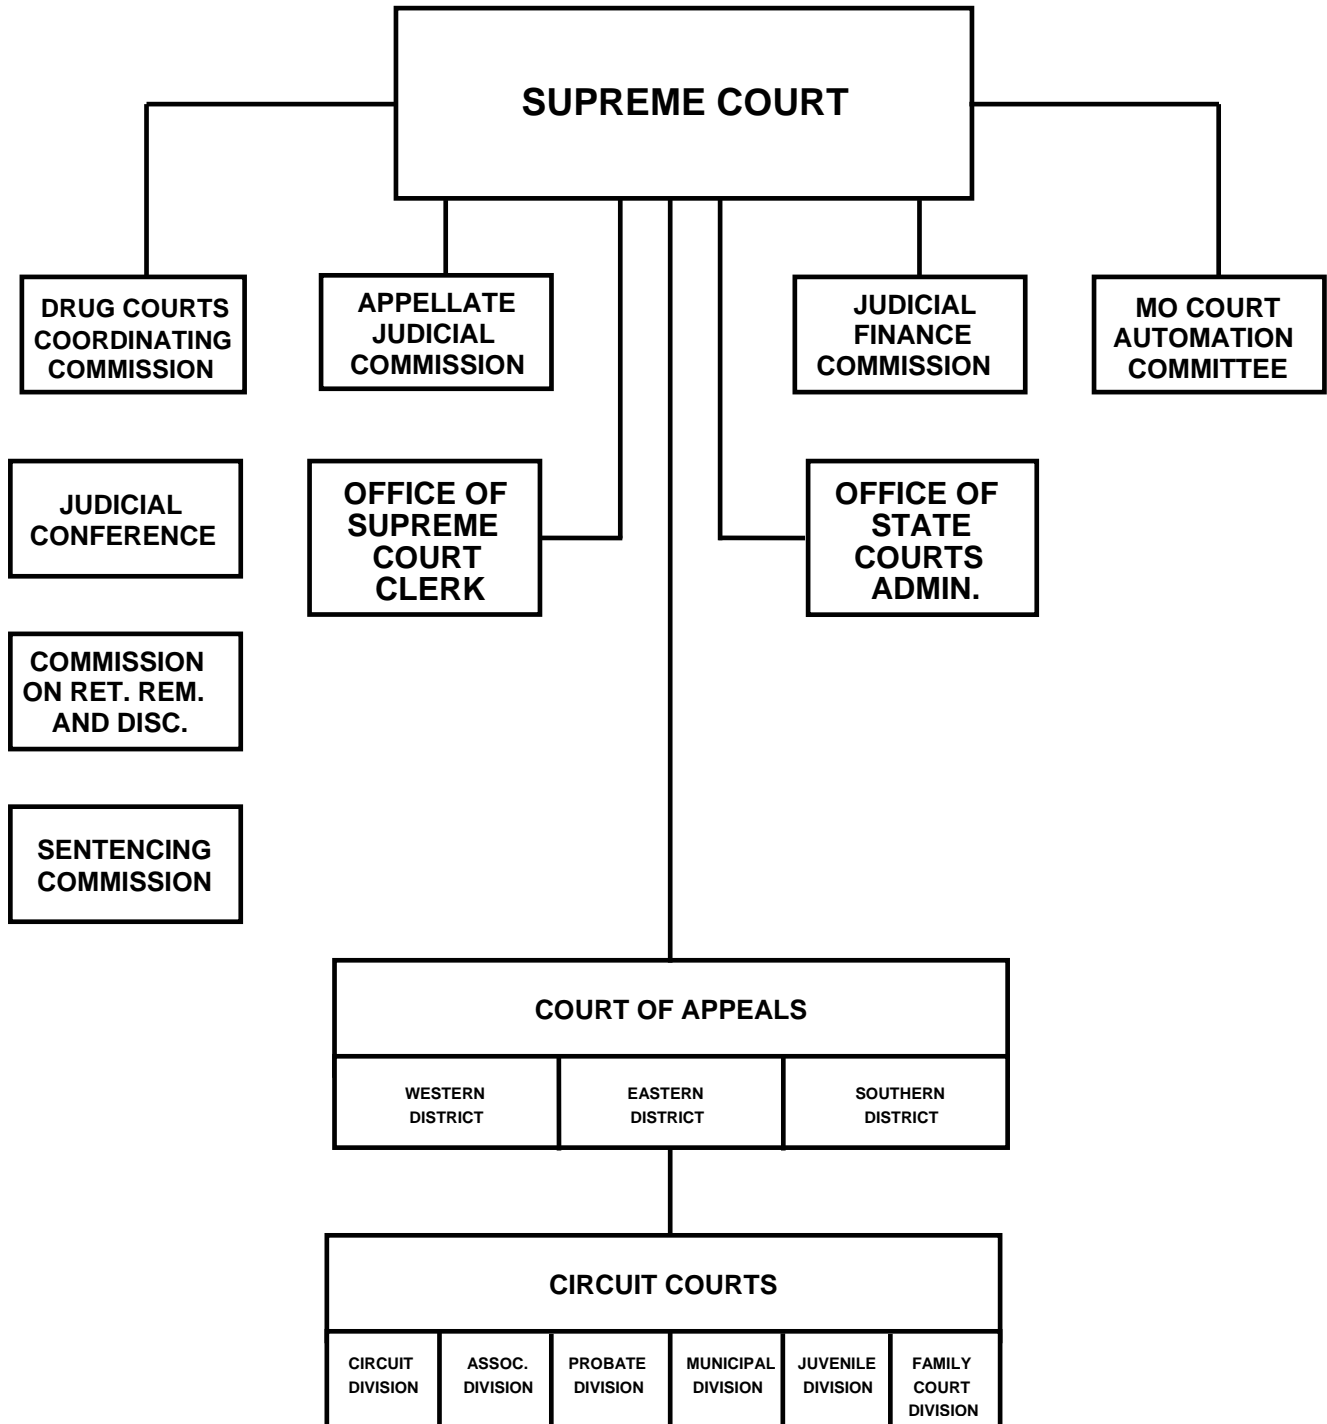 SUPREME COURT
DRUG COURTS
COORDINATING
COMMISSION
APPELLATE
JUDICIAL
COMMISSION
JUDICIAL
FINANCE
COMMISSION
MO COURT
AUTOMATION
COMMITTEE
JUDICIAL
CONFERENCE
OFFICE OF
SUPREME
COURT
CLERK
OFFICE OF
STATE
COURTS
ADMIN.
COMMISSION
ON RET. REM.
AND DISC.
SENTENCING
COMMISSION
COURT OF APPEALS
WESTERN
DISTRICT
EASTERN
DISTRICT
SOUTHERN
DISTRICT
CIRCUIT COURTS
CIRCUIT
DIVISION
ASSOC.
DIVISION
PROBATE
DIVISION
MUNICIPAL
DIVISION
JUVENILE
DIVISION
FAMILY
COURT
DIVISION